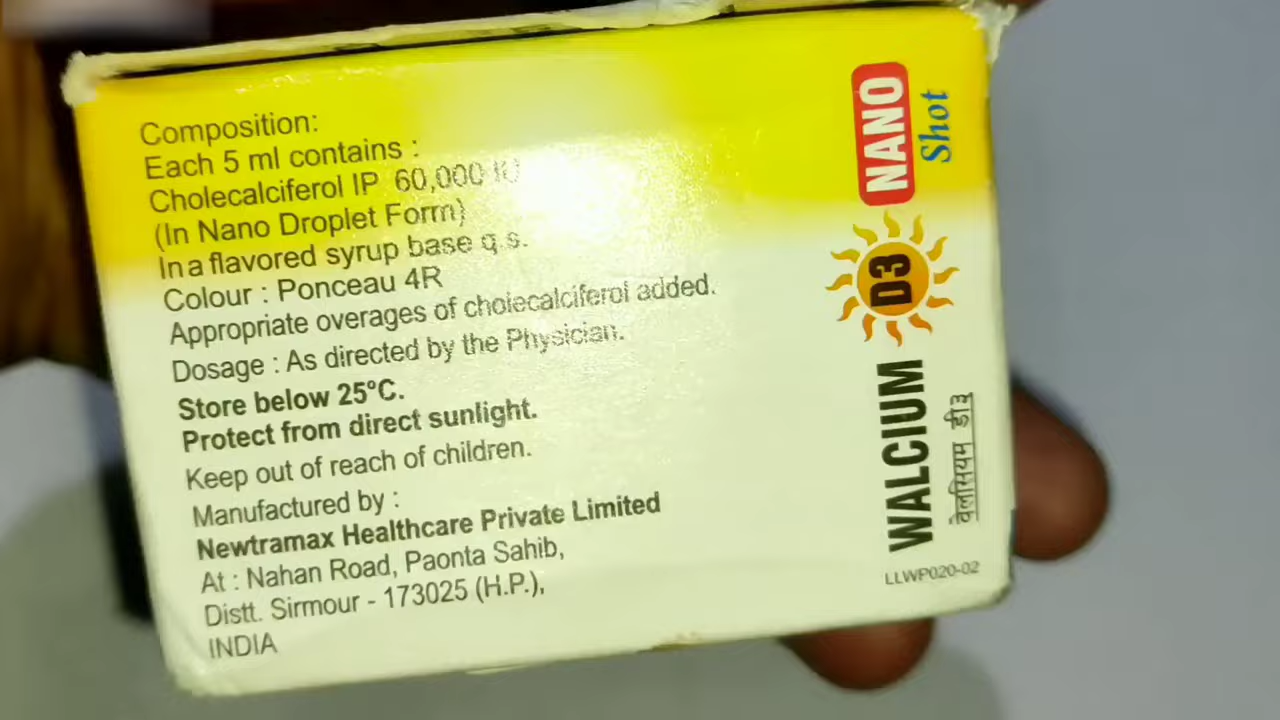 Composition:
Each 5 ml contains :
Cholecalciferol IP 60,000 IU
(In Nano Droplet Form)
In a flavored syrup base q.s.
Colour : Ponceau 4R
Appropriate overages of cholecalciferol added.
Dosage : As directed by the Physician.
Store below 25°C.
Protect from direct sunlight.
Keep out of reach of children.
Manufactured by :
Newtramax Healthcare Private Limited
At : Nahan Road, Paonta Sahib,
Distt. Sirmour - 173025 (H.P.),
INDIA
WALCIUM D3 NANO
Shot
वेलसियम डी३
LLWP020-02